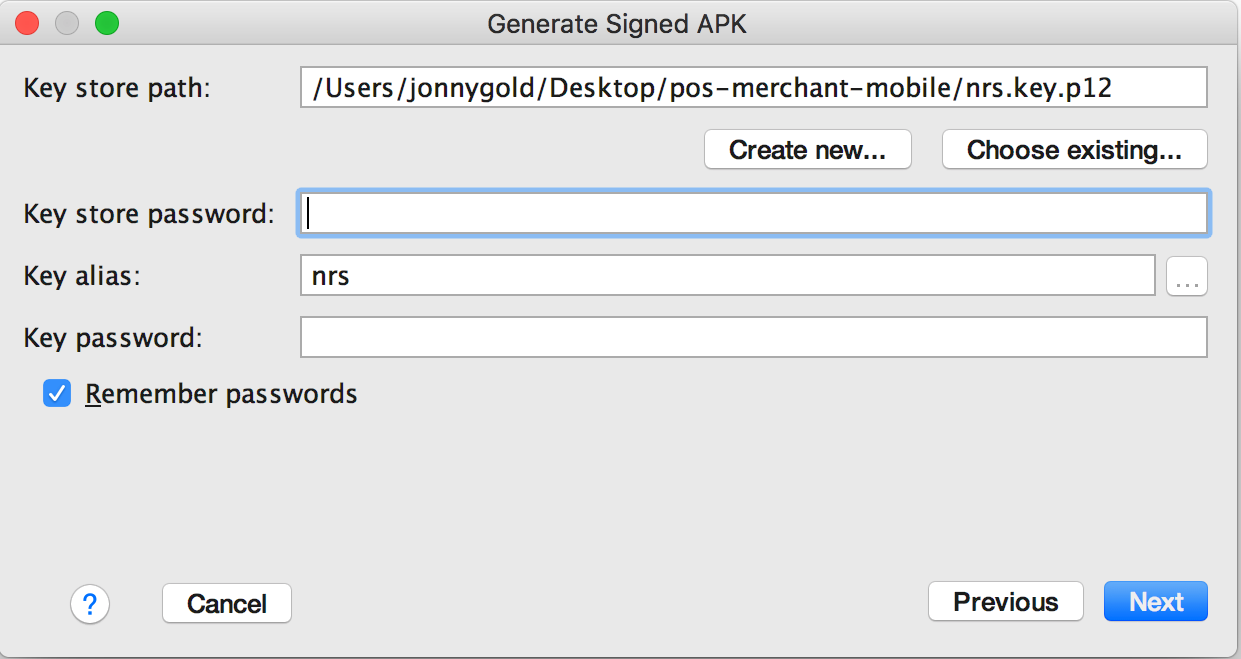 Generate Signed APK
Key store path: /Users/jonnygold/Desktop/pos-merchant-mobile/nrs.key.p12
Create new... Choose existing...
Key store password:
Key alias: nrs ...
Key password:
Remember passwords
? Cancel Previous Next